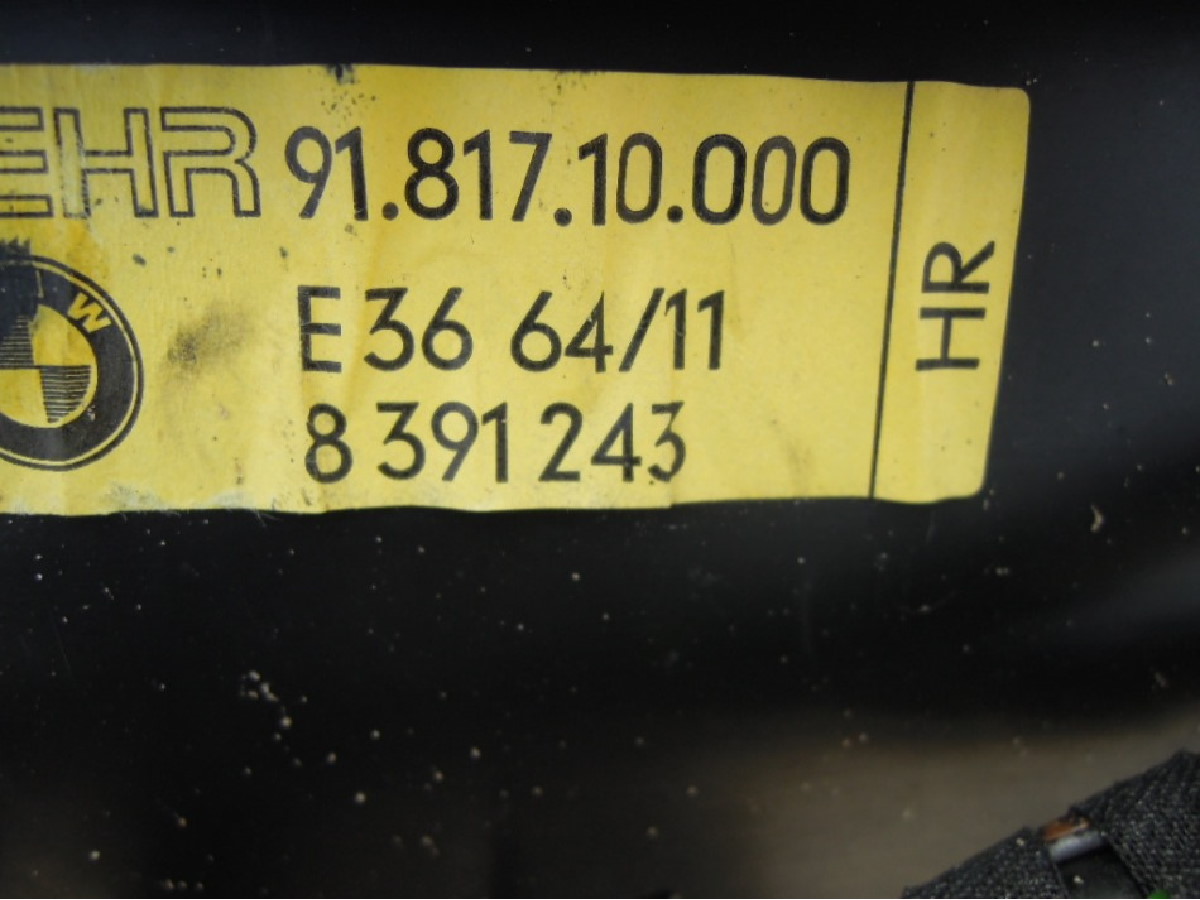 EHR 91.817.10.000
W
E36 64/11
8 391 243
HR